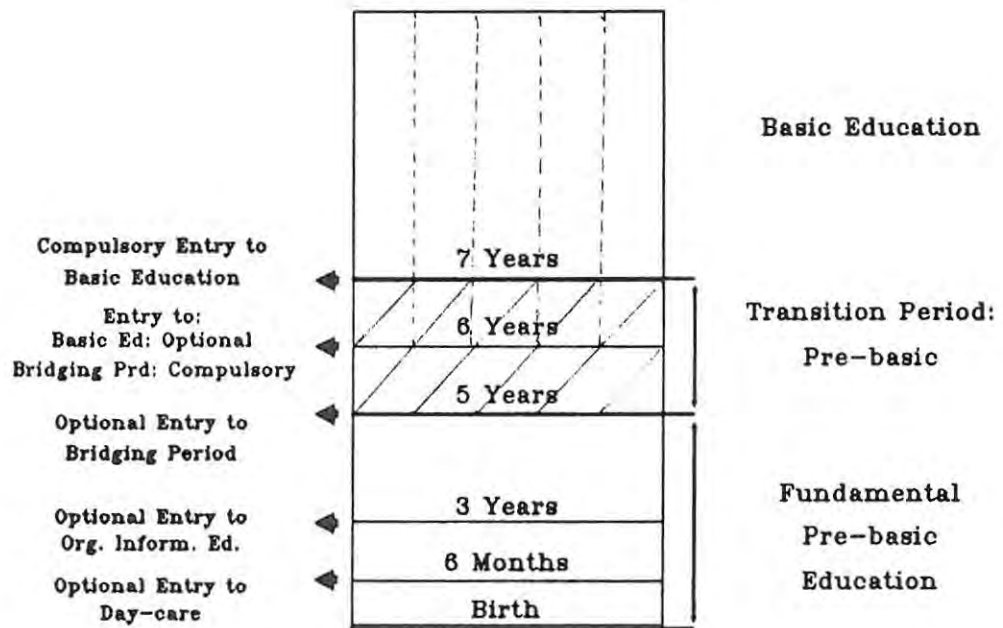 Basic Education
Compulsory Entry to
Basic Education
7 Years
Entry to:
Basic Ed: Optional
Bridging Prd: Compulsory
6 Years
Transition Period:
Pre-basic
5 Years
Optional Entry to
Bridging Period
3 Years
Optional Entry to
Org. Inform. Ed.
Fundamental
Pre-basic
Education
6 Months
Optional Entry to
Day-care
Birth